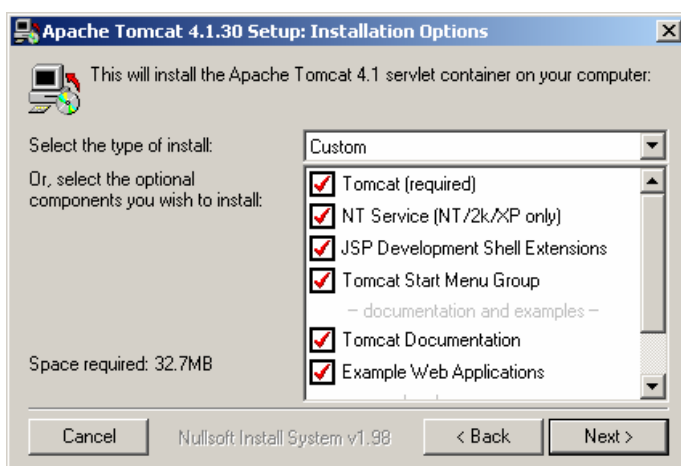 Apache Tomcat 4.1.30 Setup: Installation Options
This will install the Apache Tomcat 4.1 servlet container on your computer:
Select the type of install:
Custom
Or, select the optional
components you wish to install:
Tomcat (required)
NT Service (NT/2k/XP only)
JSP Development Shell Extensions
Tomcat Start Menu Group
– documentation and examples –
Tomcat Documentation
Example Web Applications
Space required: 32.7MB
Cancel
Nullsoft Install System v1.98
< Back
Next >